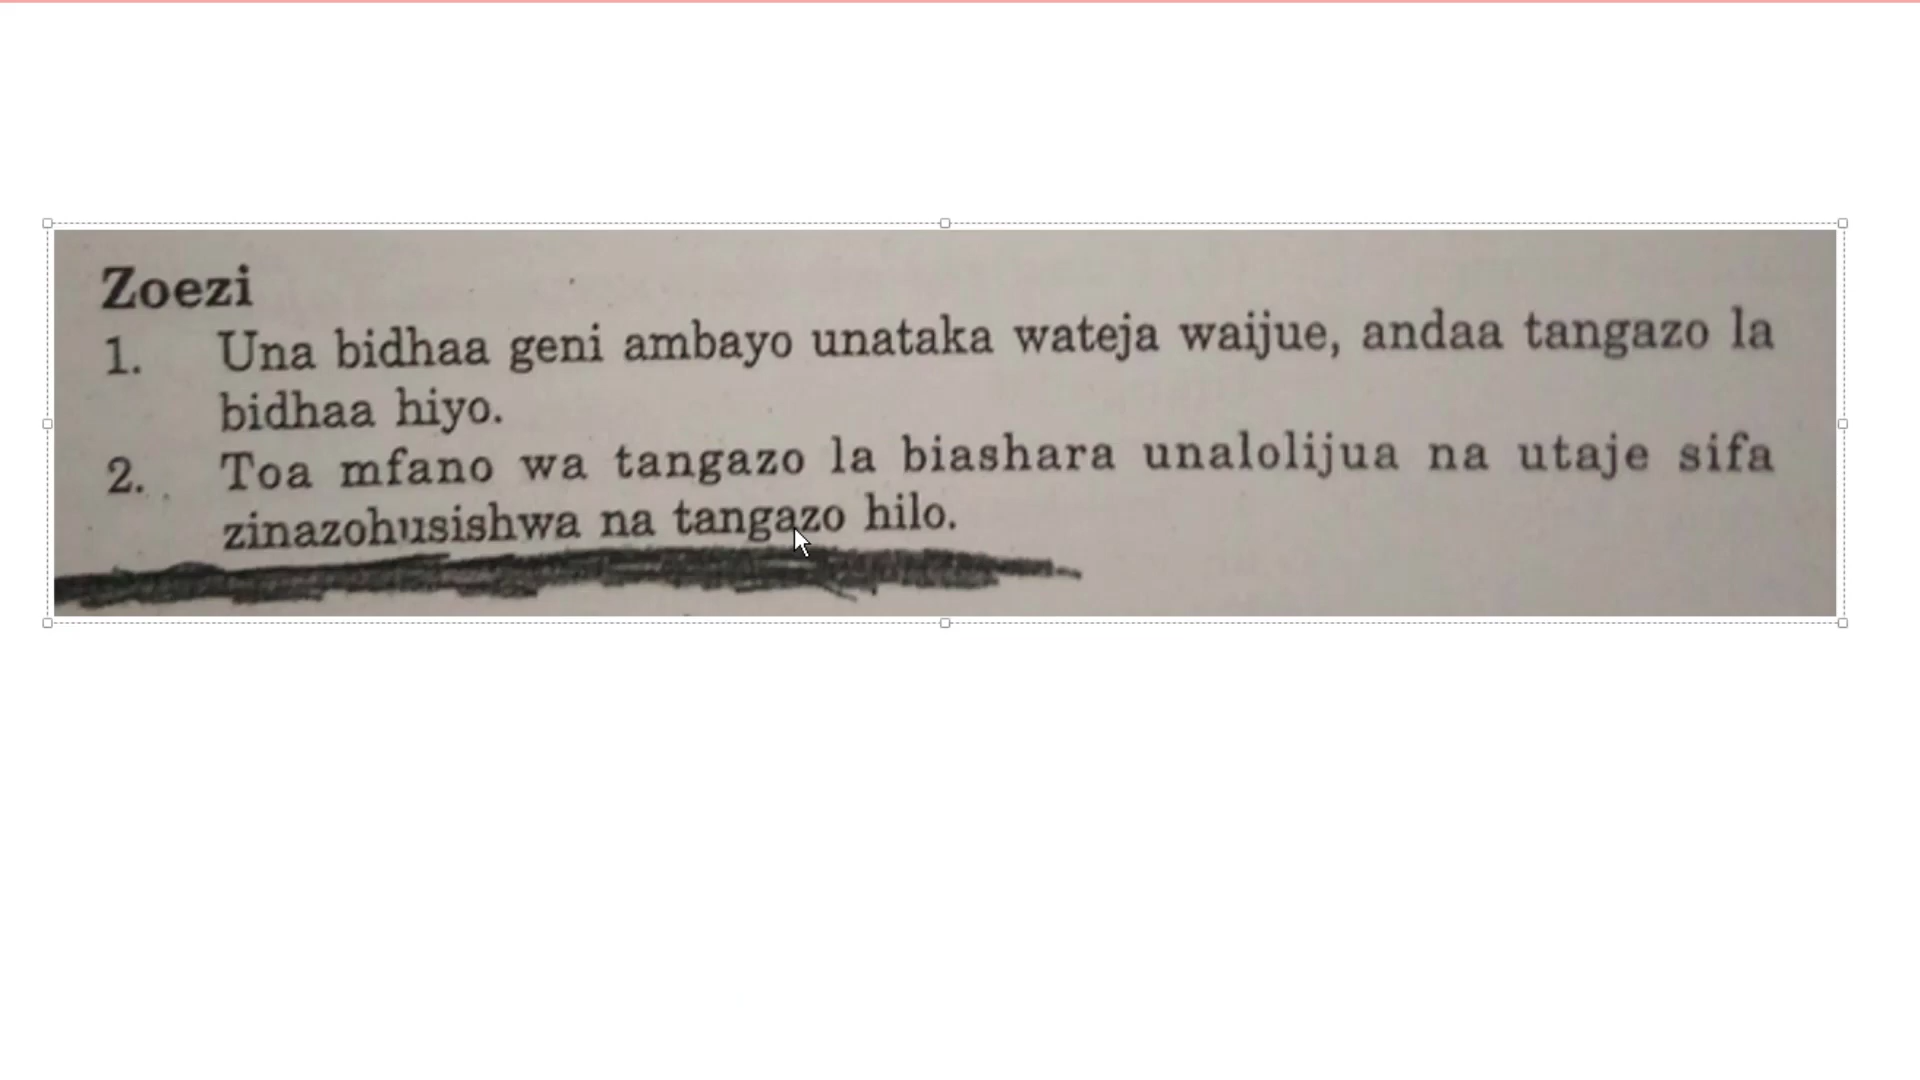 Zoezi
1. Una bidhaa geni ambayo unataka wateja waijue, andaa tangazo la
bidhaa hiyo.
2. Toa mfano wa tangazo la biashara unalolijua na utaje sifa
zinazohusishwa na tangazo hilo.